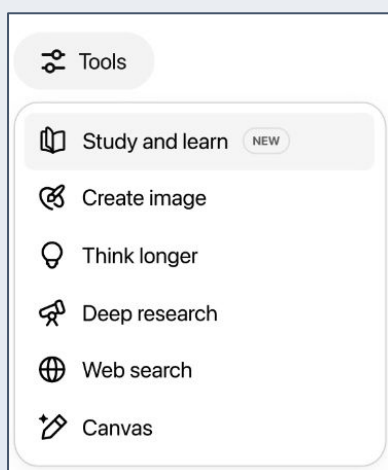 Tools
Study and learn NEW
Create image
Think longer
Deep research
Web search
Canvas